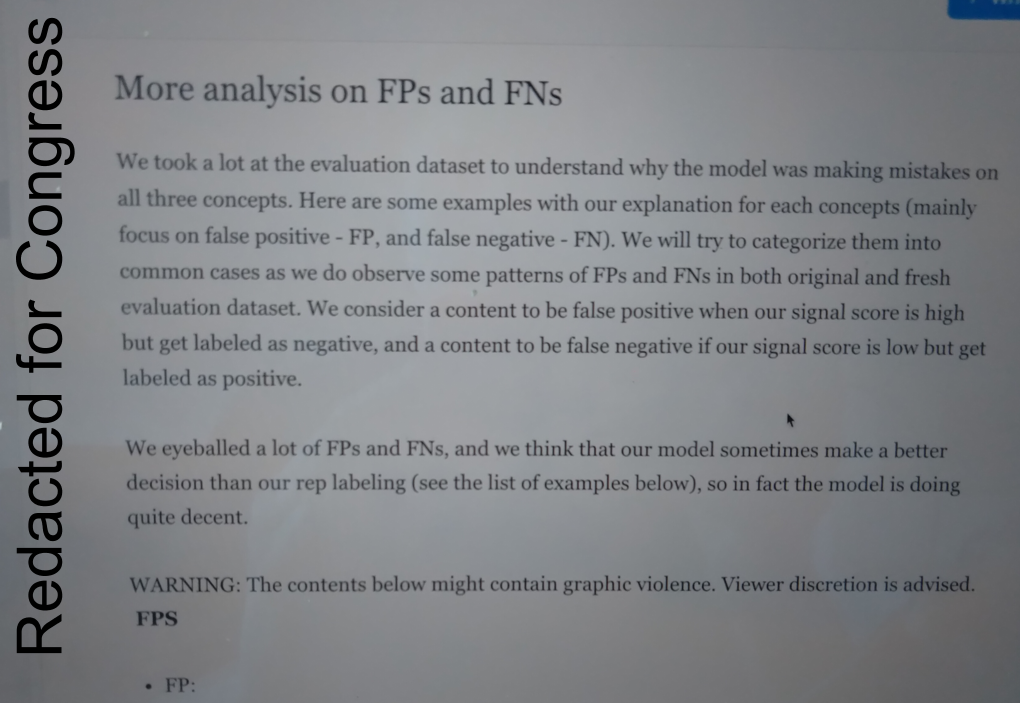 Redacted for Congress
More analysis on FPs and FNs
We took a lot at the evaluation dataset to understand why the model was making mistakes on
all three concepts. Here are some examples with our explanation for each concepts (mainly
focus on false positive - FP, and false negative - FN). We will try to categorize them into
common cases as we do observe some patterns of FPs and FNs in both original and fresh
evaluation dataset. We consider a content to be false positive when our signal score is high
but get labeled as negative, and a content to be false negative if our signal score is low but get
labeled as positive.
We eyeballed a lot of FPs and FNs, and we think that our model sometimes make a better
decision than our rep labeling (see the list of examples below), so in fact the model is doing
quite decent.
WARNING: The contents below might contain graphic violence. Viewer discretion is advised.
FPS
• FP: